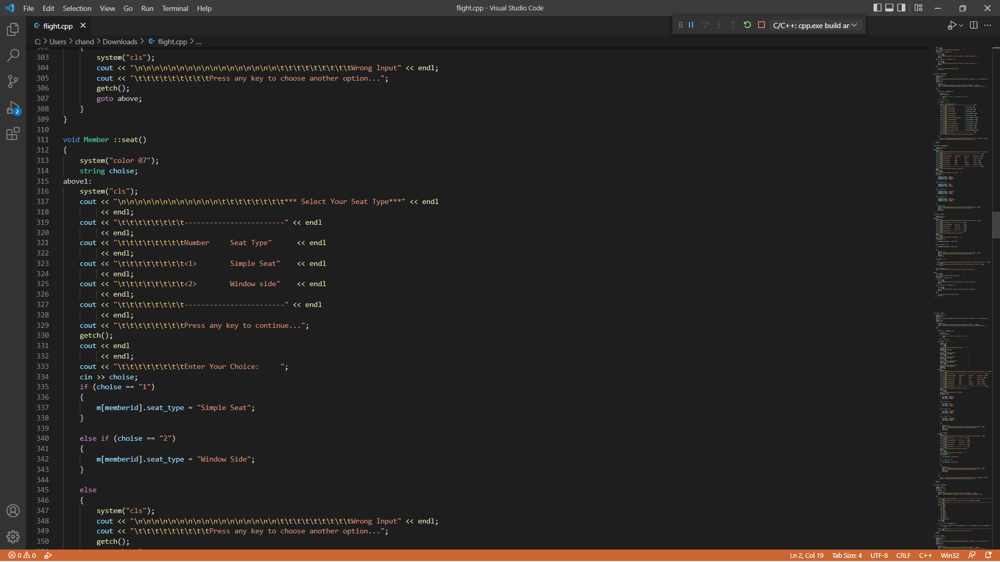 File Edit Selection View Go Run Terminal Help
flight.cpp - Visual Studio Code
flight.cpp
C/C++: cpp.exe build ar
C: > Users > chand > Downloads > flight.cpp > ...
302 {
303 system("cls");
304 cout << "\n\n\n\n\n\n\n\n\n\n\n\n\n\n\n\n\n\t\t\t\t\t\t\t\t\tWrong Input" << endl;
305 cout << "\t\t\t\t\t\t\t\t\tPress any key to choose another option...";
306 getch();
307 goto above;
308 }
309 }
310
311 void Member ::seat()
312 {
313 system("color 07");
314 string choise;
315 above1:
316 system("cls");
317 cout << "\n\n\n\n\n\n\n\n\n\n\n\n\t\t\t\t\t\t\t\t*** Select Your Seat Type***" << endl
318 << endl;
319 cout << "\t\t\t\t\t\t\t\t------------------------" << endl
320 << endl;
321 cout << "\t\t\t\t\t\t\t\tNumber     Seat Type"      << endl
322 << endl;
323 cout << "\t\t\t\t\t\t\t\t<1>        Simple Seat"    << endl
324 << endl;
325 cout << "\t\t\t\t\t\t\t\t<2>        Window side"    << endl
326 << endl;
327 cout << "\t\t\t\t\t\t\t\t------------------------" << endl
328 << endl;
329 cout << "\t\t\t\t\t\t\t\tPress any key to continue...";
330 getch();
331 cout << endl
332 << endl;
333 cout << "\t\t\t\t\t\t\t\tEnter Your Choice:     ";
334 cin >> choise;
335 if (choise == "1")
336 {
337 m[memberid].seat_type = "Simple Seat";
338 }
339
340 else if (choise == "2")
341 {
342 m[memberid].seat_type = "Window Side";
343 }
344
345 else
346 {
347 system("cls");
348 cout << "\n\n\n\n\n\n\n\n\n\n\n\n\n\n\n\n\n\t\t\t\t\t\t\t\t\tWrong Input" << endl;
349 cout << "\t\t\t\t\t\t\t\t\tPress any key to choose another option...";
350 getch();
2
0 0
Ln 2, Col 19 Tab Size: 4 UTF-8 CRLF C++ Win32